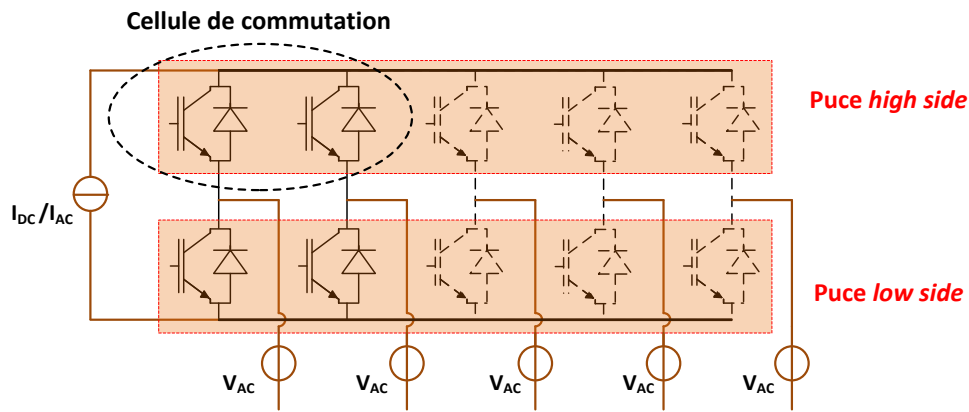 Cellule de commutation
Puce high side
IDC/IAC
Puce low side
VAC
VAC
VAC
VAC
VAC